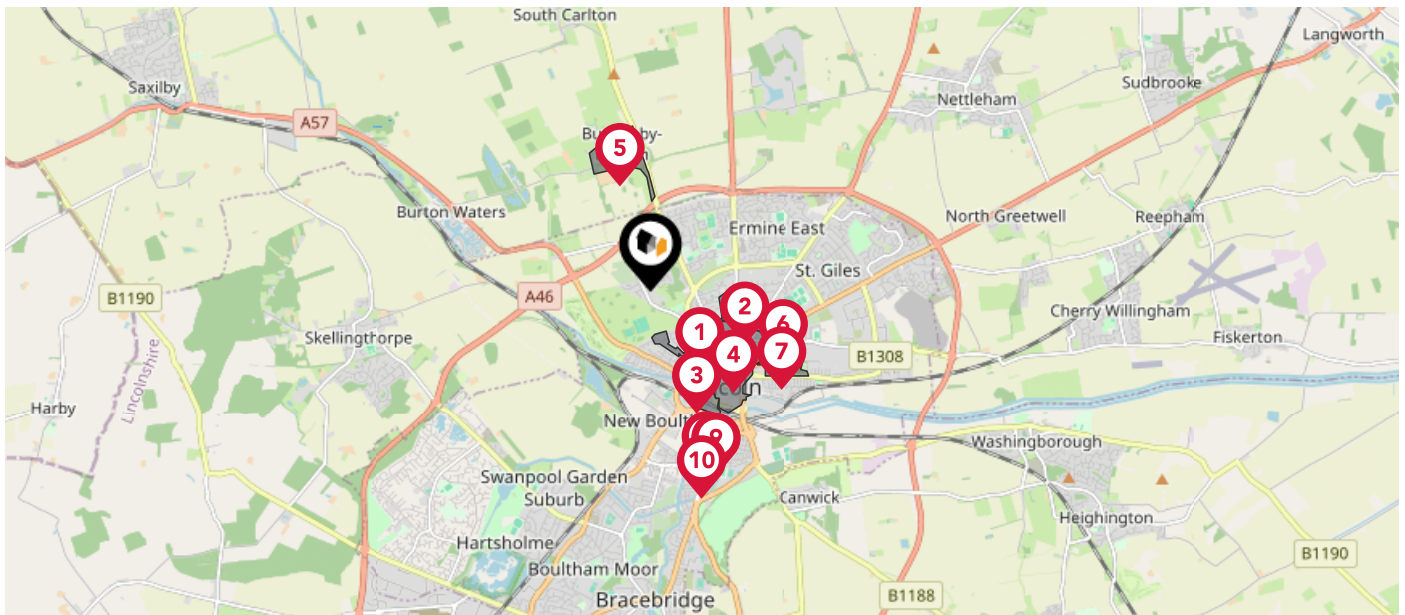 South Carlton
Langworth
Saxilby
Sudbrooke
Nettleham
A57
5
Burton Waters
North Greetwell
Reepham
Ermine East
St. Giles
B1190
A46
2
Cherry Willingham
6
1
Skellingthorpe
Fiskerton
7
4
B1308
3
Lincolnshire
Harby
New Boult
9
Washingborough
10
Swanpool Garden
Suburb
Canwick
Heighington
Hartsholme
B1190
Boultham Moor
B1188
Bracebridge